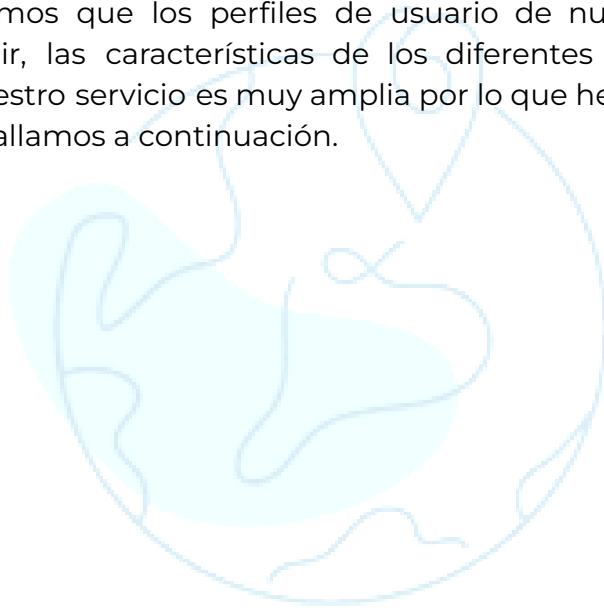 mos que los perfiles de usuario de nu
ir, las características de los diferentes
estro servicio es muy amplia por lo que he
allamos a continuación.